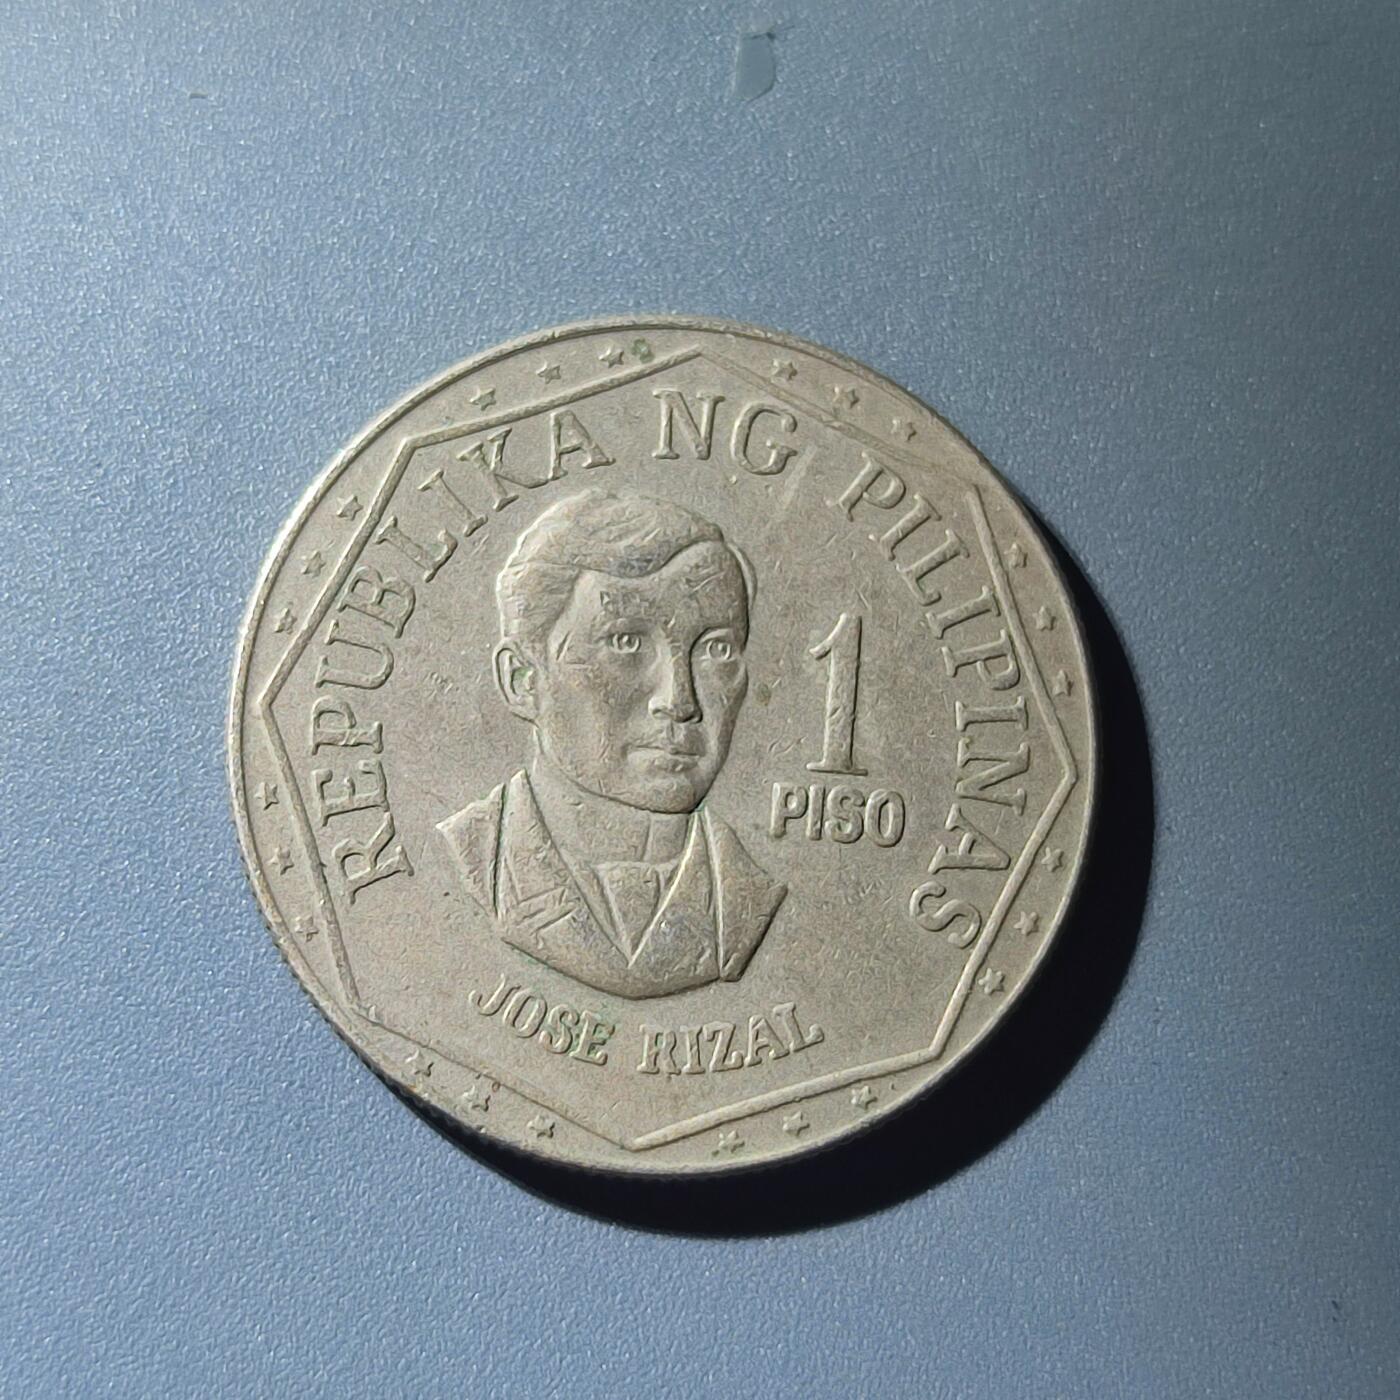 REPUBLIKA NG PILIPINAS
1
PISO
JOSE RIZAL